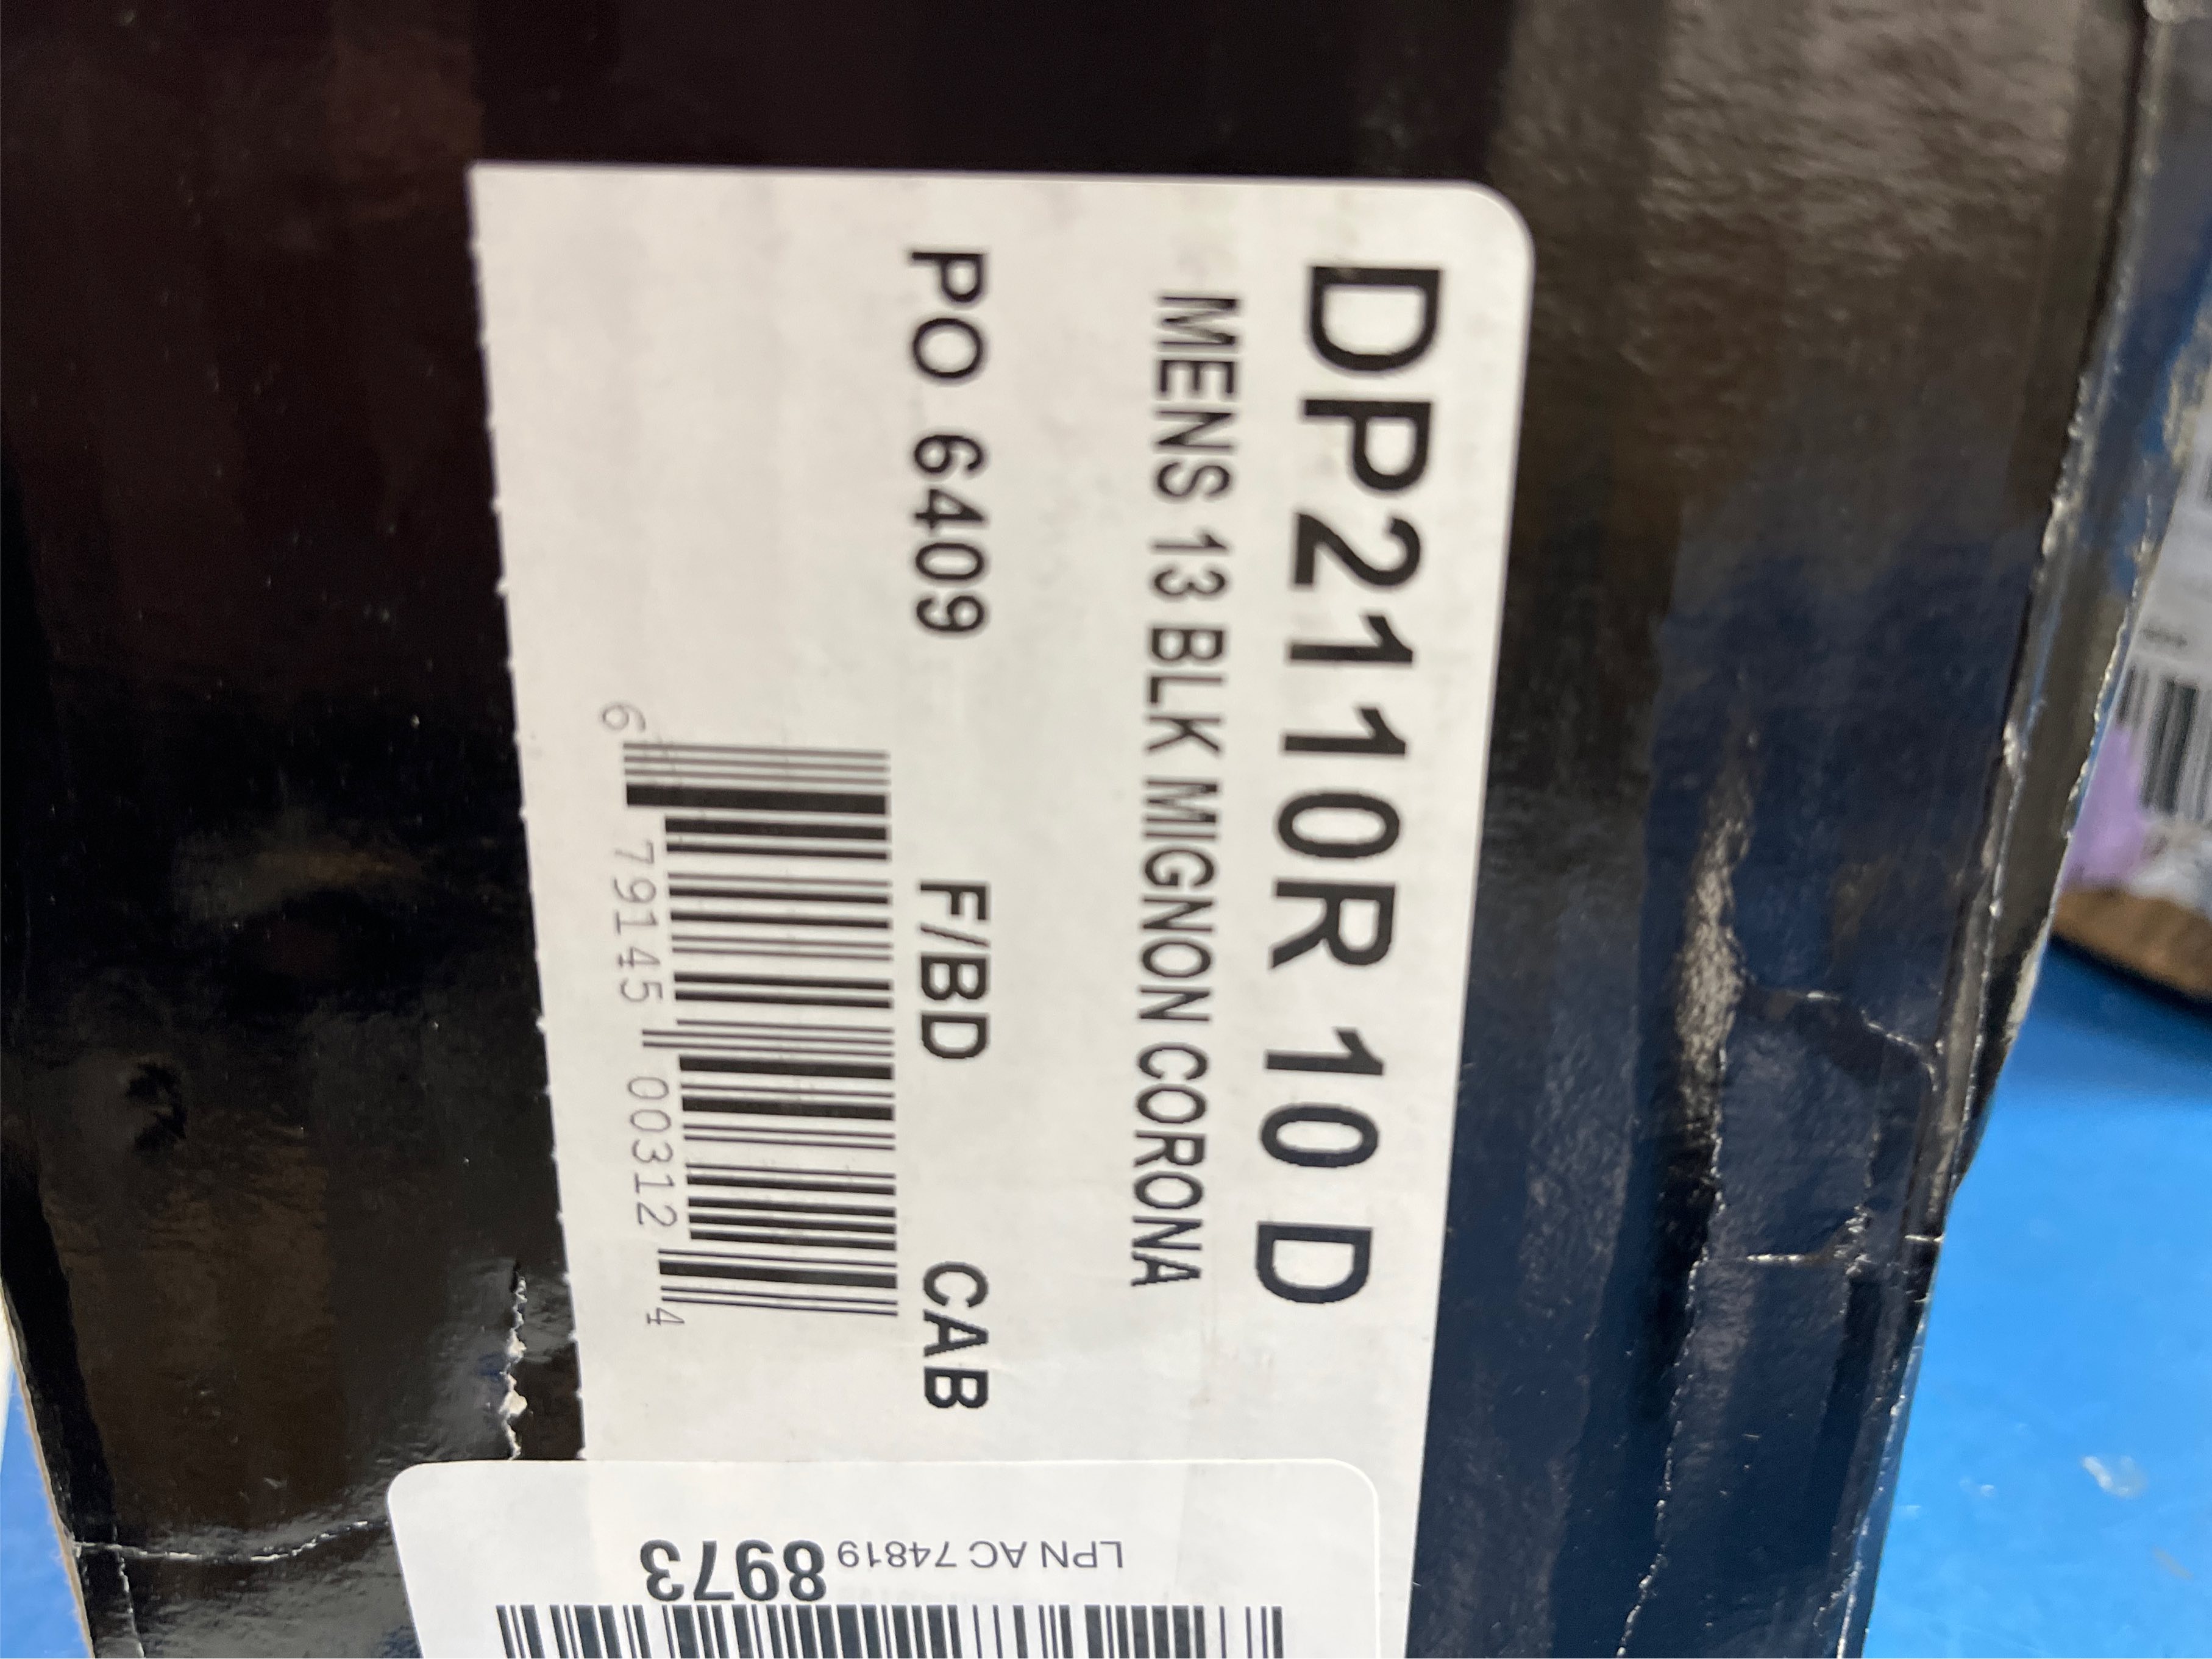 DP2110R 10 D
MENS 13 BLK MIGNON CORONA
PO 6409 F/BD CAB
6 79145 00312 4
LPN AC 74819 8973